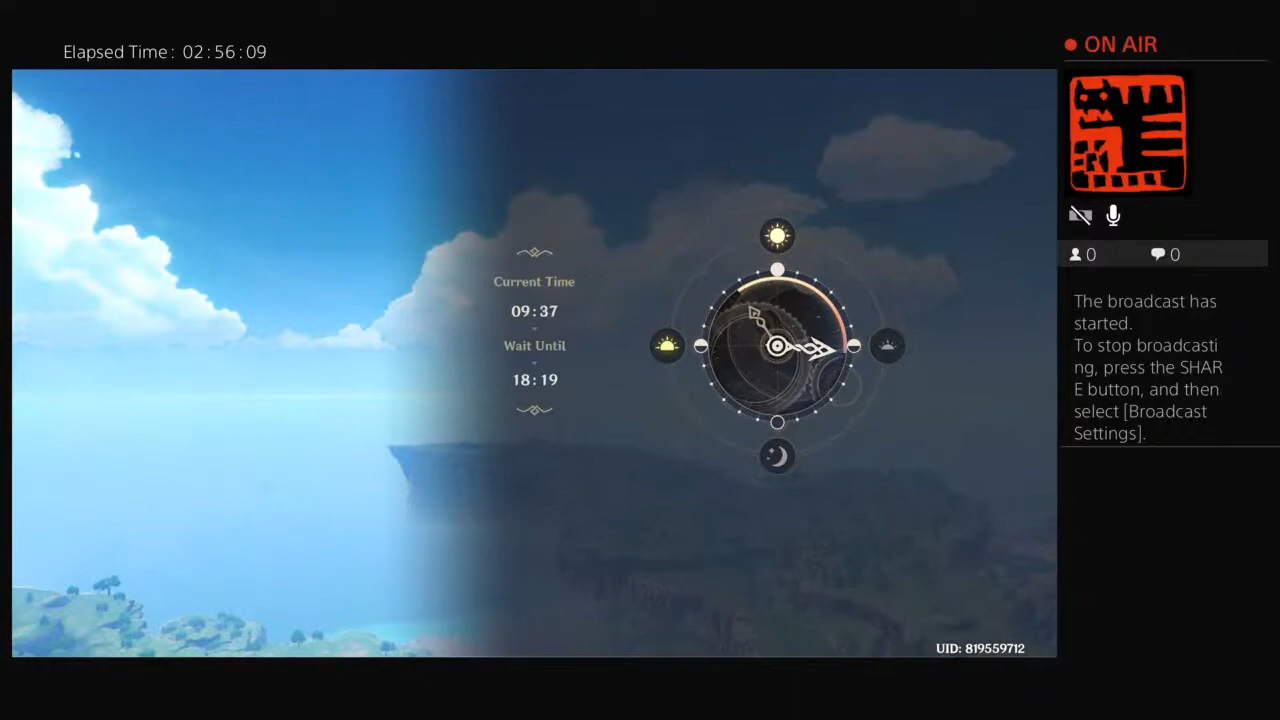 Elapsed Time: 02:56:09
ON AIR
Current Time
09:37
Wait Until
18:19
0
0
The broadcast has
started.
To stop broadcasti
ng, press the SHAR
E button, and then
select [Broadcast
Settings].
UID: 819559712